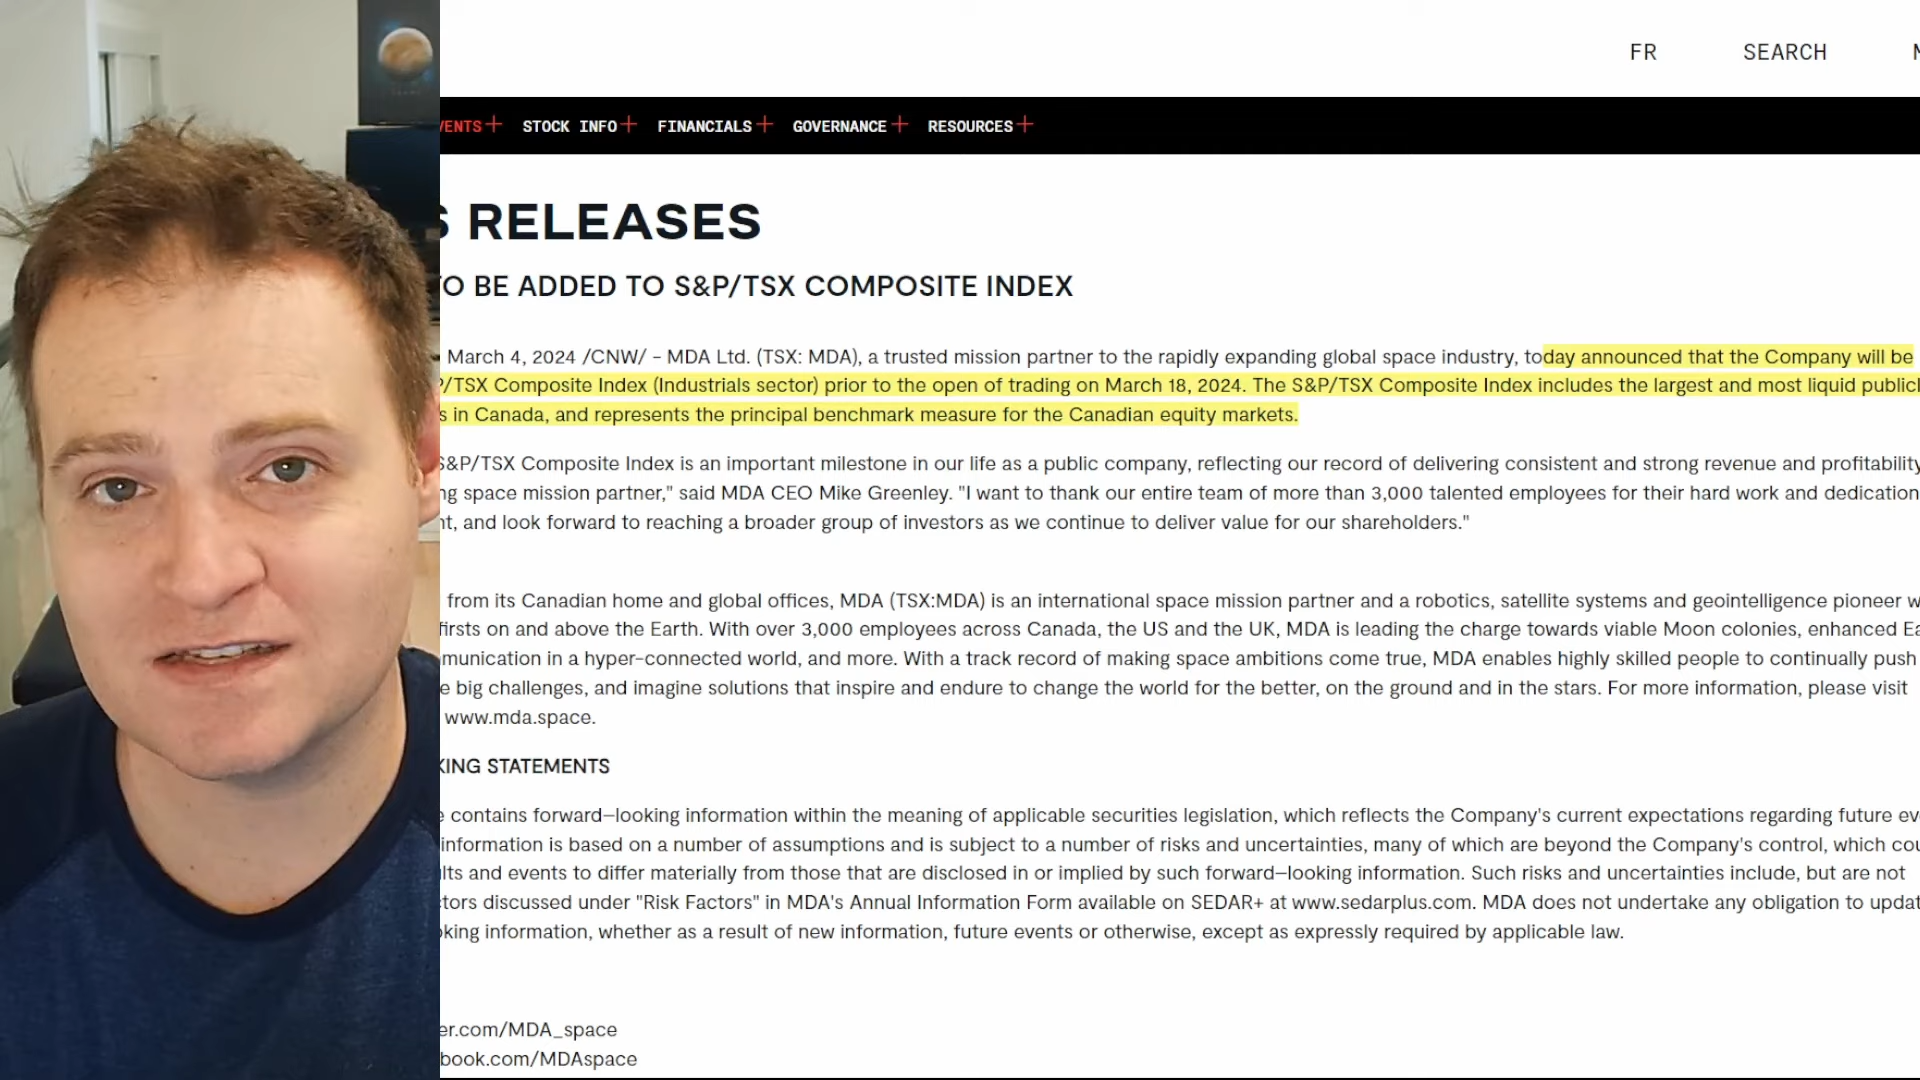 FR SEARCH
STOCK INFO+ FINANCIALS+ GOVERNANCE+ RESOURCES+
RELEASES
TO BE ADDED TO S&P/TSX COMPOSITE INDEX
March 4, 2024 /CNW/ - MDA Ltd. (TSX: MDA), a trusted mission partner to the rapidly expanding global space industry, today announced that the Company will be
P/TSX Composite Index (Industrials sector) prior to the open of trading on March 18, 2024. The S&P/TSX Composite Index includes the largest and most liquid
in Canada, and represents the principal benchmark measure for the Canadian equity markets.
S&P/TSX Composite Index is an important milestone in our life as a public company, reflecting our record of delivering consistent and strong revenue and profitability
space mission partner," said MDA CEO Mike Greenley. "I want to thank our entire team of more than 3,000 talented employees for their hard work and dedication
and look forward to reaching a broader group of investors as we continue to deliver value for our shareholders."
from its Canadian home and global offices, MDA (TSX:MDA) is an international space mission partner and a robotics, satellite systems and geointelligence pioneer
firsts on and above the Earth. With over 3,000 employees across Canada, the US and the UK, MDA is leading the charge towards viable Moon colonies, enhanced
in a hyper-connected world, and more. With a track record of making space ambitions come true, MDA enables highly skilled people to continually push
big challenges, and imagine solutions that inspire and endure to change the world for the better, on the ground and in the stars. For more information, please visit
www.mda.space.
KING STATEMENTS
contains forward-looking information within the meaning of applicable securities legislation, which reflects the Company's current expectations regarding future
information is based on a number of assumptions and is subject to a number of risks and uncertainties, many of which are beyond the Company's control, which
and events to differ materially from those that are disclosed in or implied by such forward-looking information. Such risks and uncertainties include, but are not
discussed under "Risk Factors" in MDA's Annual Information Form available on SEDAR+ at www.sedarplus.com. MDA does not undertake any obligation to
information, whether as a result of new information, future events or otherwise, except as expressly required by applicable law.
er.com/MDA_space
book.com/MDAspace